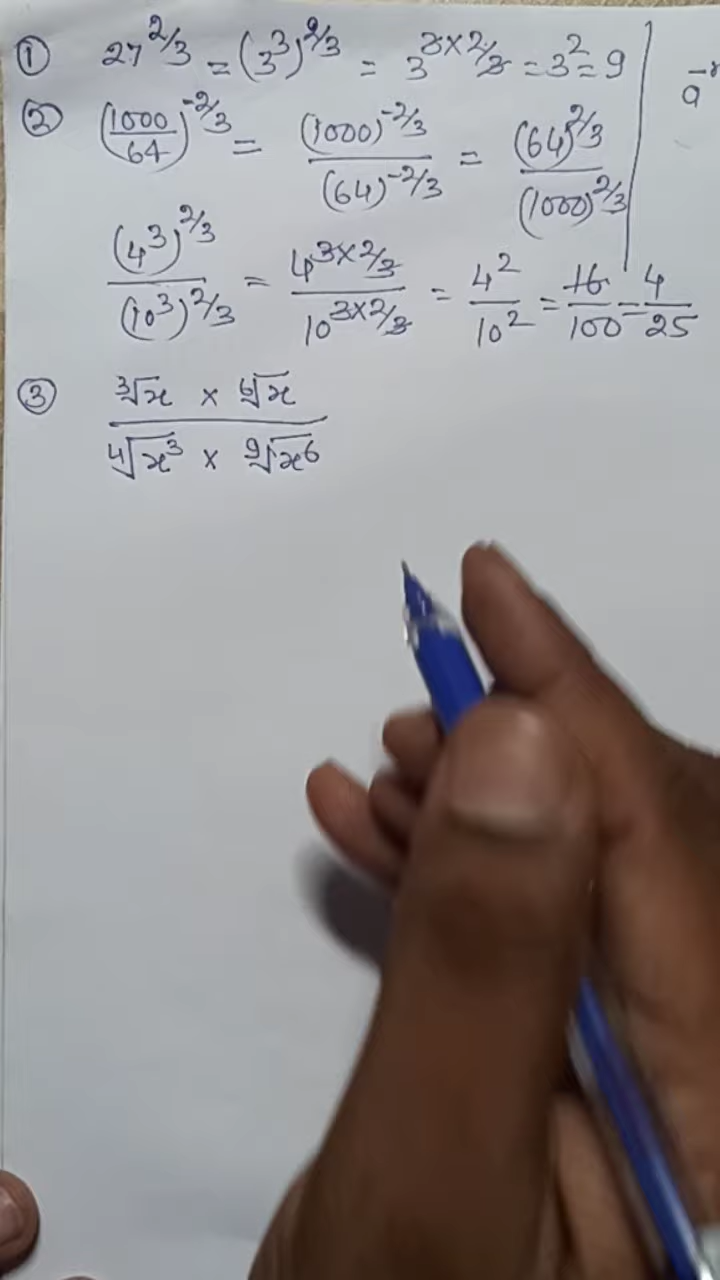 ① 27^2/3 = (3^3)^2/3 = 3^3×2/3 = 3^2 = 9
② (1000/64)^-2/3 = (1000)^-2/3 / (64)^-2/3 = (64)^2/3 / (1000)^2/3
(4^3)^2/3 / (10^3)^2/3 = 4^3×2/3 / 10^3×2/3 = 4^2 / 10^2 = 16/100 = 4/25
③ ∛x × ⁶√x / ⁴√x^3 × ⁹√x^6